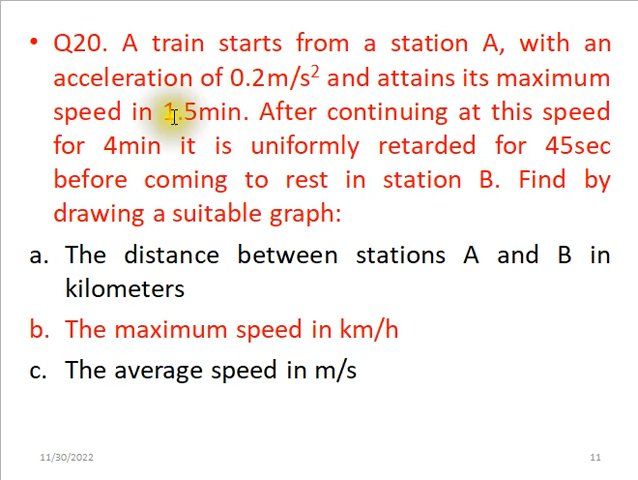 • Q20. A train starts from a station A, with an
acceleration of 0.2m/s² and attains its maximum
speed in 1.5min. After continuing at this speed
for 4min it is uniformly retarded for 45sec
before coming to rest in station B. Find by
drawing a suitable graph:
a. The distance between stations A and B in
kilometers
b. The maximum speed in km/h
c. The average speed in m/s
11/30/2022
11